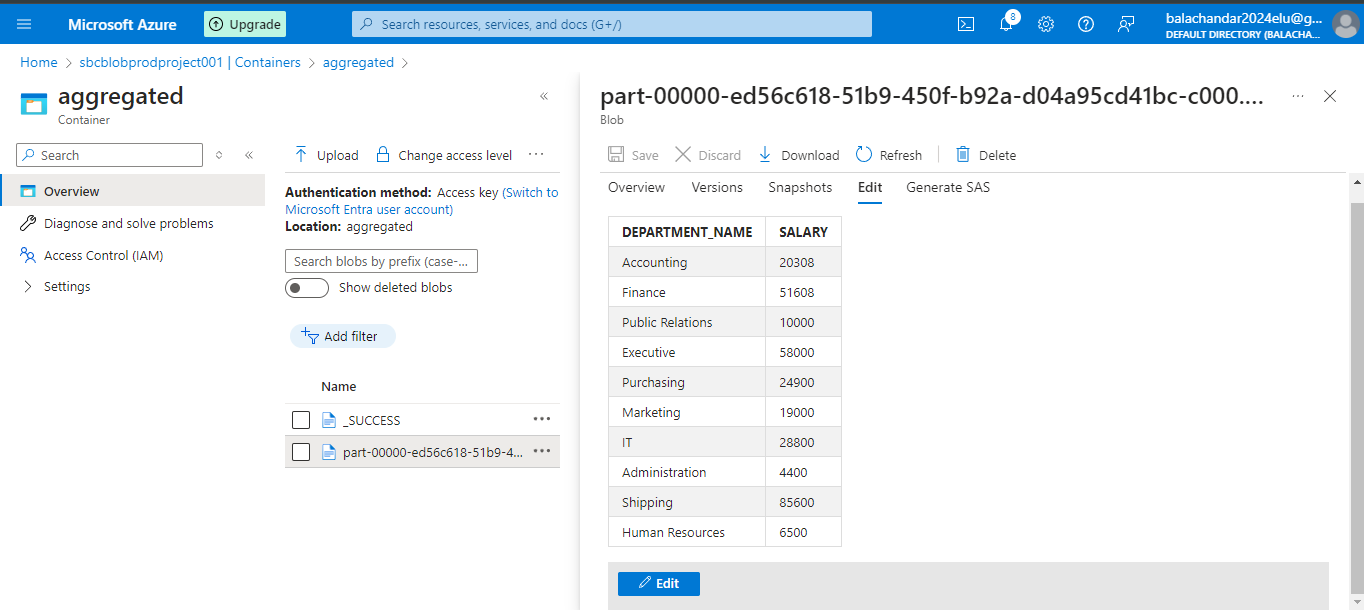 Microsoft Azure
Upgrade
Search resources, services, and docs (G+/)
8
balachandar2024elu@g...
DEFAULT DIRECTORY (BALACHA...
Home > sbcblobprodproject001 | Containers > aggregated >
aggregated
Container
Search
Overview
Diagnose and solve problems
Access Control (IAM)
Settings
Upload
Change access level
Authentication method: Access key (Switch to
Microsoft Entra user account)
Location: aggregated
Search blobs by prefix (case-...
Show deleted blobs
Add filter
Name
_SUCCESS
part-00000-ed56c618-51b9-4...
part-00000-ed56c618-51b9-450f-b92a-d04a95cd41bc-c000....
Blob
Save Discard Download Refresh Delete
Overview Versions Snapshots Edit Generate SAS
DEPARTMENT_NAME SALARY
Accounting 20308
Finance 51608
Public Relations 10000
Executive 58000
Purchasing 24900
Marketing 19000
IT 28800
Administration 4400
Shipping 85600
Human Resources 6500
Edit